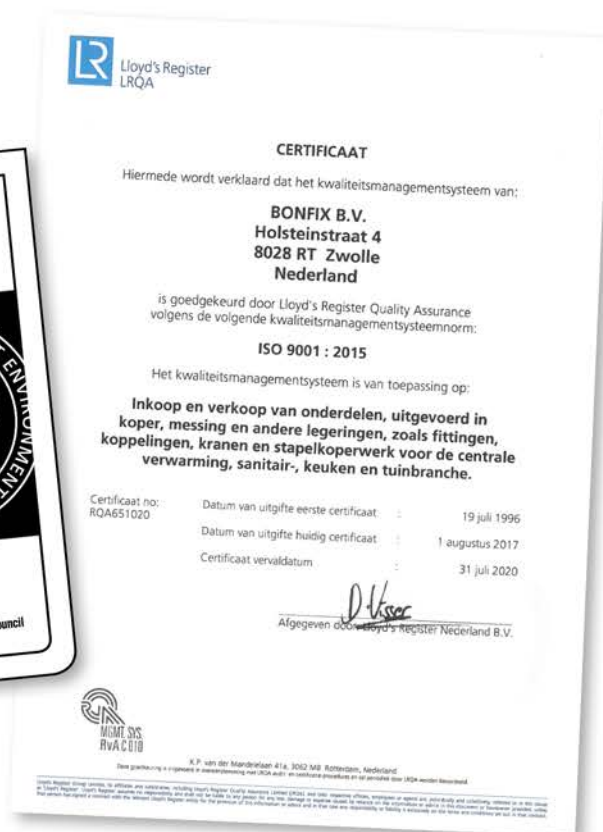 Lloyd's Register
LRQA
CERTIFICAAT
Hiermede wordt verklaard dat het kwaliteitsmanagementsysteem van:
BONFIX B.V.
Holsteinstraat 4
8028 RT Zwolle
Nederland
is goedgekeurd door Lloyd's Register Quality Assurance
volgens de volgende kwaliteitsmanagementsysteemnorm:
ISO 9001 : 2015
Het kwaliteitsmanagementsysteem is van toepassing op:
Inkoop en verkoop van onderdelen, uitgevoerd in
koper, messing en andere legeringen, zoals fittingen,
koppelingen, kranen en stapelkoperwerk voor de centrale
verwarming, sanitair-, keuken en tuinbranche.
Certificaat no:
RQA651020
Datum van uitgifte eerste certificaat : 19 juli 1996
Datum van uitgifte huidig certificaat : 1 augustus 2017
Certificaat vervaldatum : 31 juli 2020
D. Visser
Afgegeven door Lloyd's Register Nederland B.V.
MGMT. SYS.
RvA C 010
K.P. van der Mandelelaan 41a, 3062 MB Rotterdam, Nederland
ENVIRONMENT